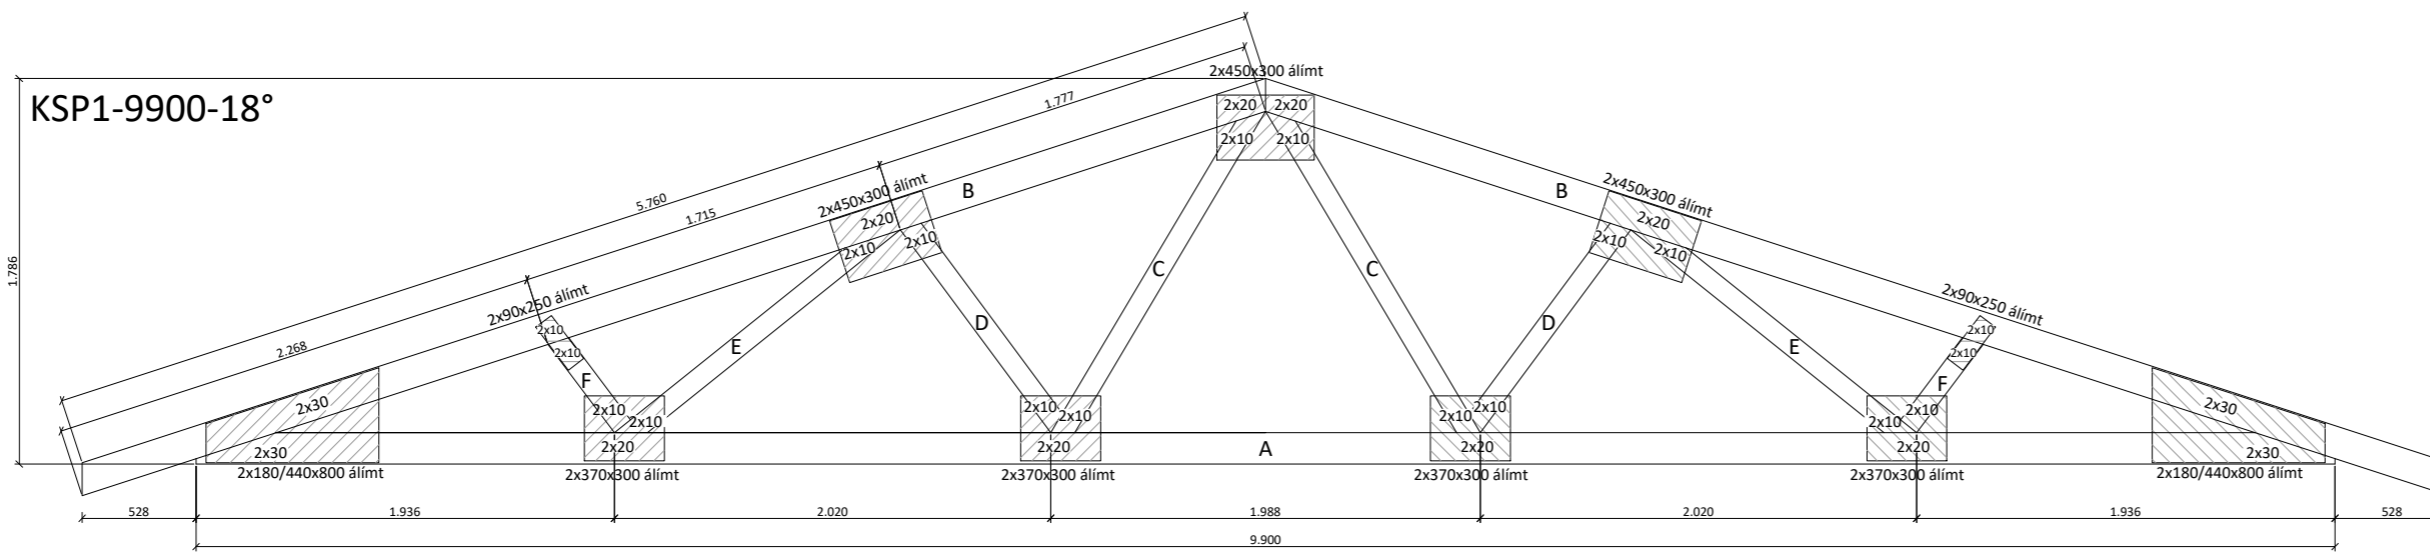 KSP1-9900-18°
2x450x300 álímt
2x20 2x20
2x10 2x10
1.777
5.760
1.715
2.268
1.786
2x450x300 álímt
2x20
2x10 2x10
B
B
2x450x300 álímt
2x20
2x10 2x10
2x90x250 álímt
2x10
2x10
F
E
D
C
C
D
E
2x90x250 álímt
2x10
2x10
F
2x30
2x30
2x180/440x800 álímt
2x10
2x10
2x20
2x370x300 álímt
2x10
2x10
2x20
2x370x300 álímt
A
2x10
2x10
2x20
2x370x300 álímt
2x10
2x10
2x20
2x370x300 álímt
2x30
2x30
2x180/440x800 álímt
528 1.936 2.020 1.988 2.020 1.936 528
9.900